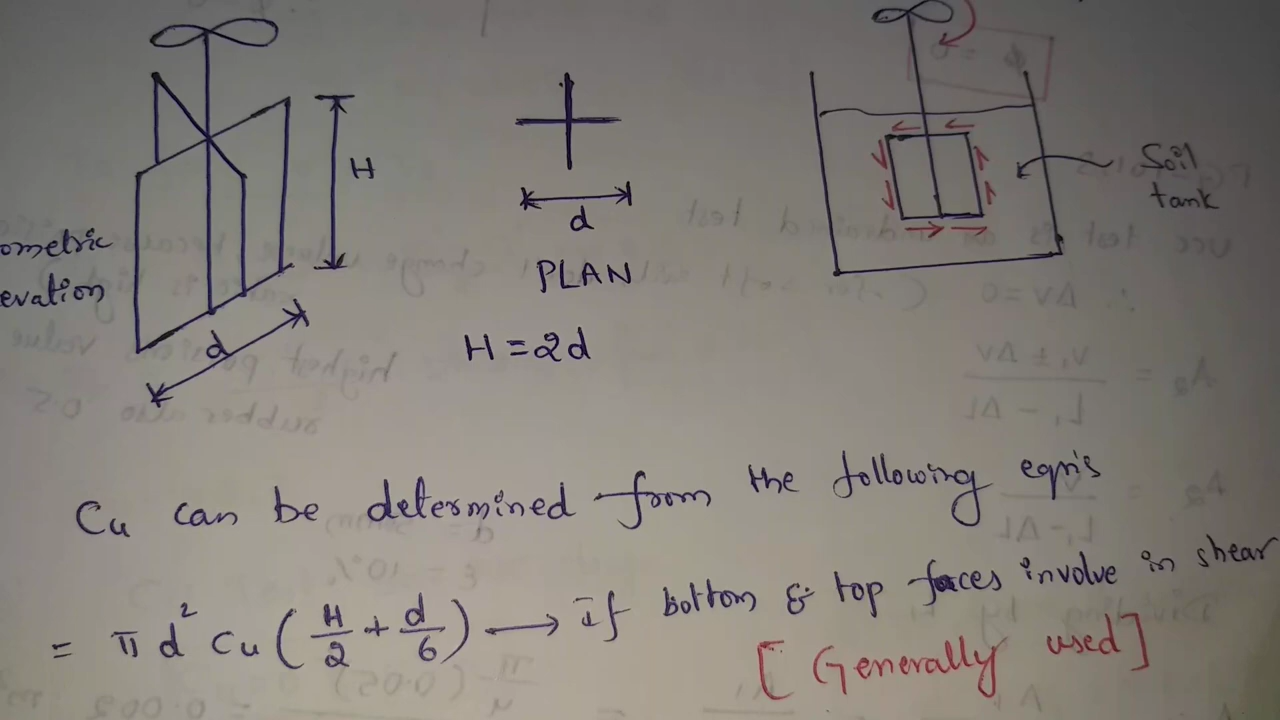 H
d
PLAN
H = 2d
d
ometric
evation
Soil
tank
Cu can be determined from the following eqn's
= π d² Cu ( H/2 + d/6 ) → If bottom & top faces involve in shear
[ Generally used ]